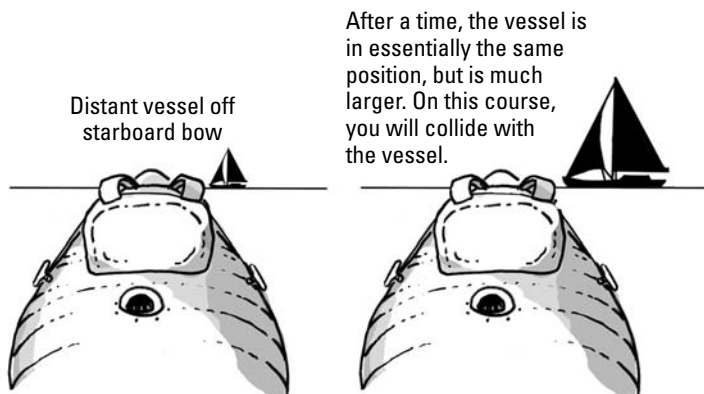 Distant vessel off
starboard bow
After a time, the vessel is
in essentially the same
position, but is much
larger. On this course,
you will collide with
the vessel.